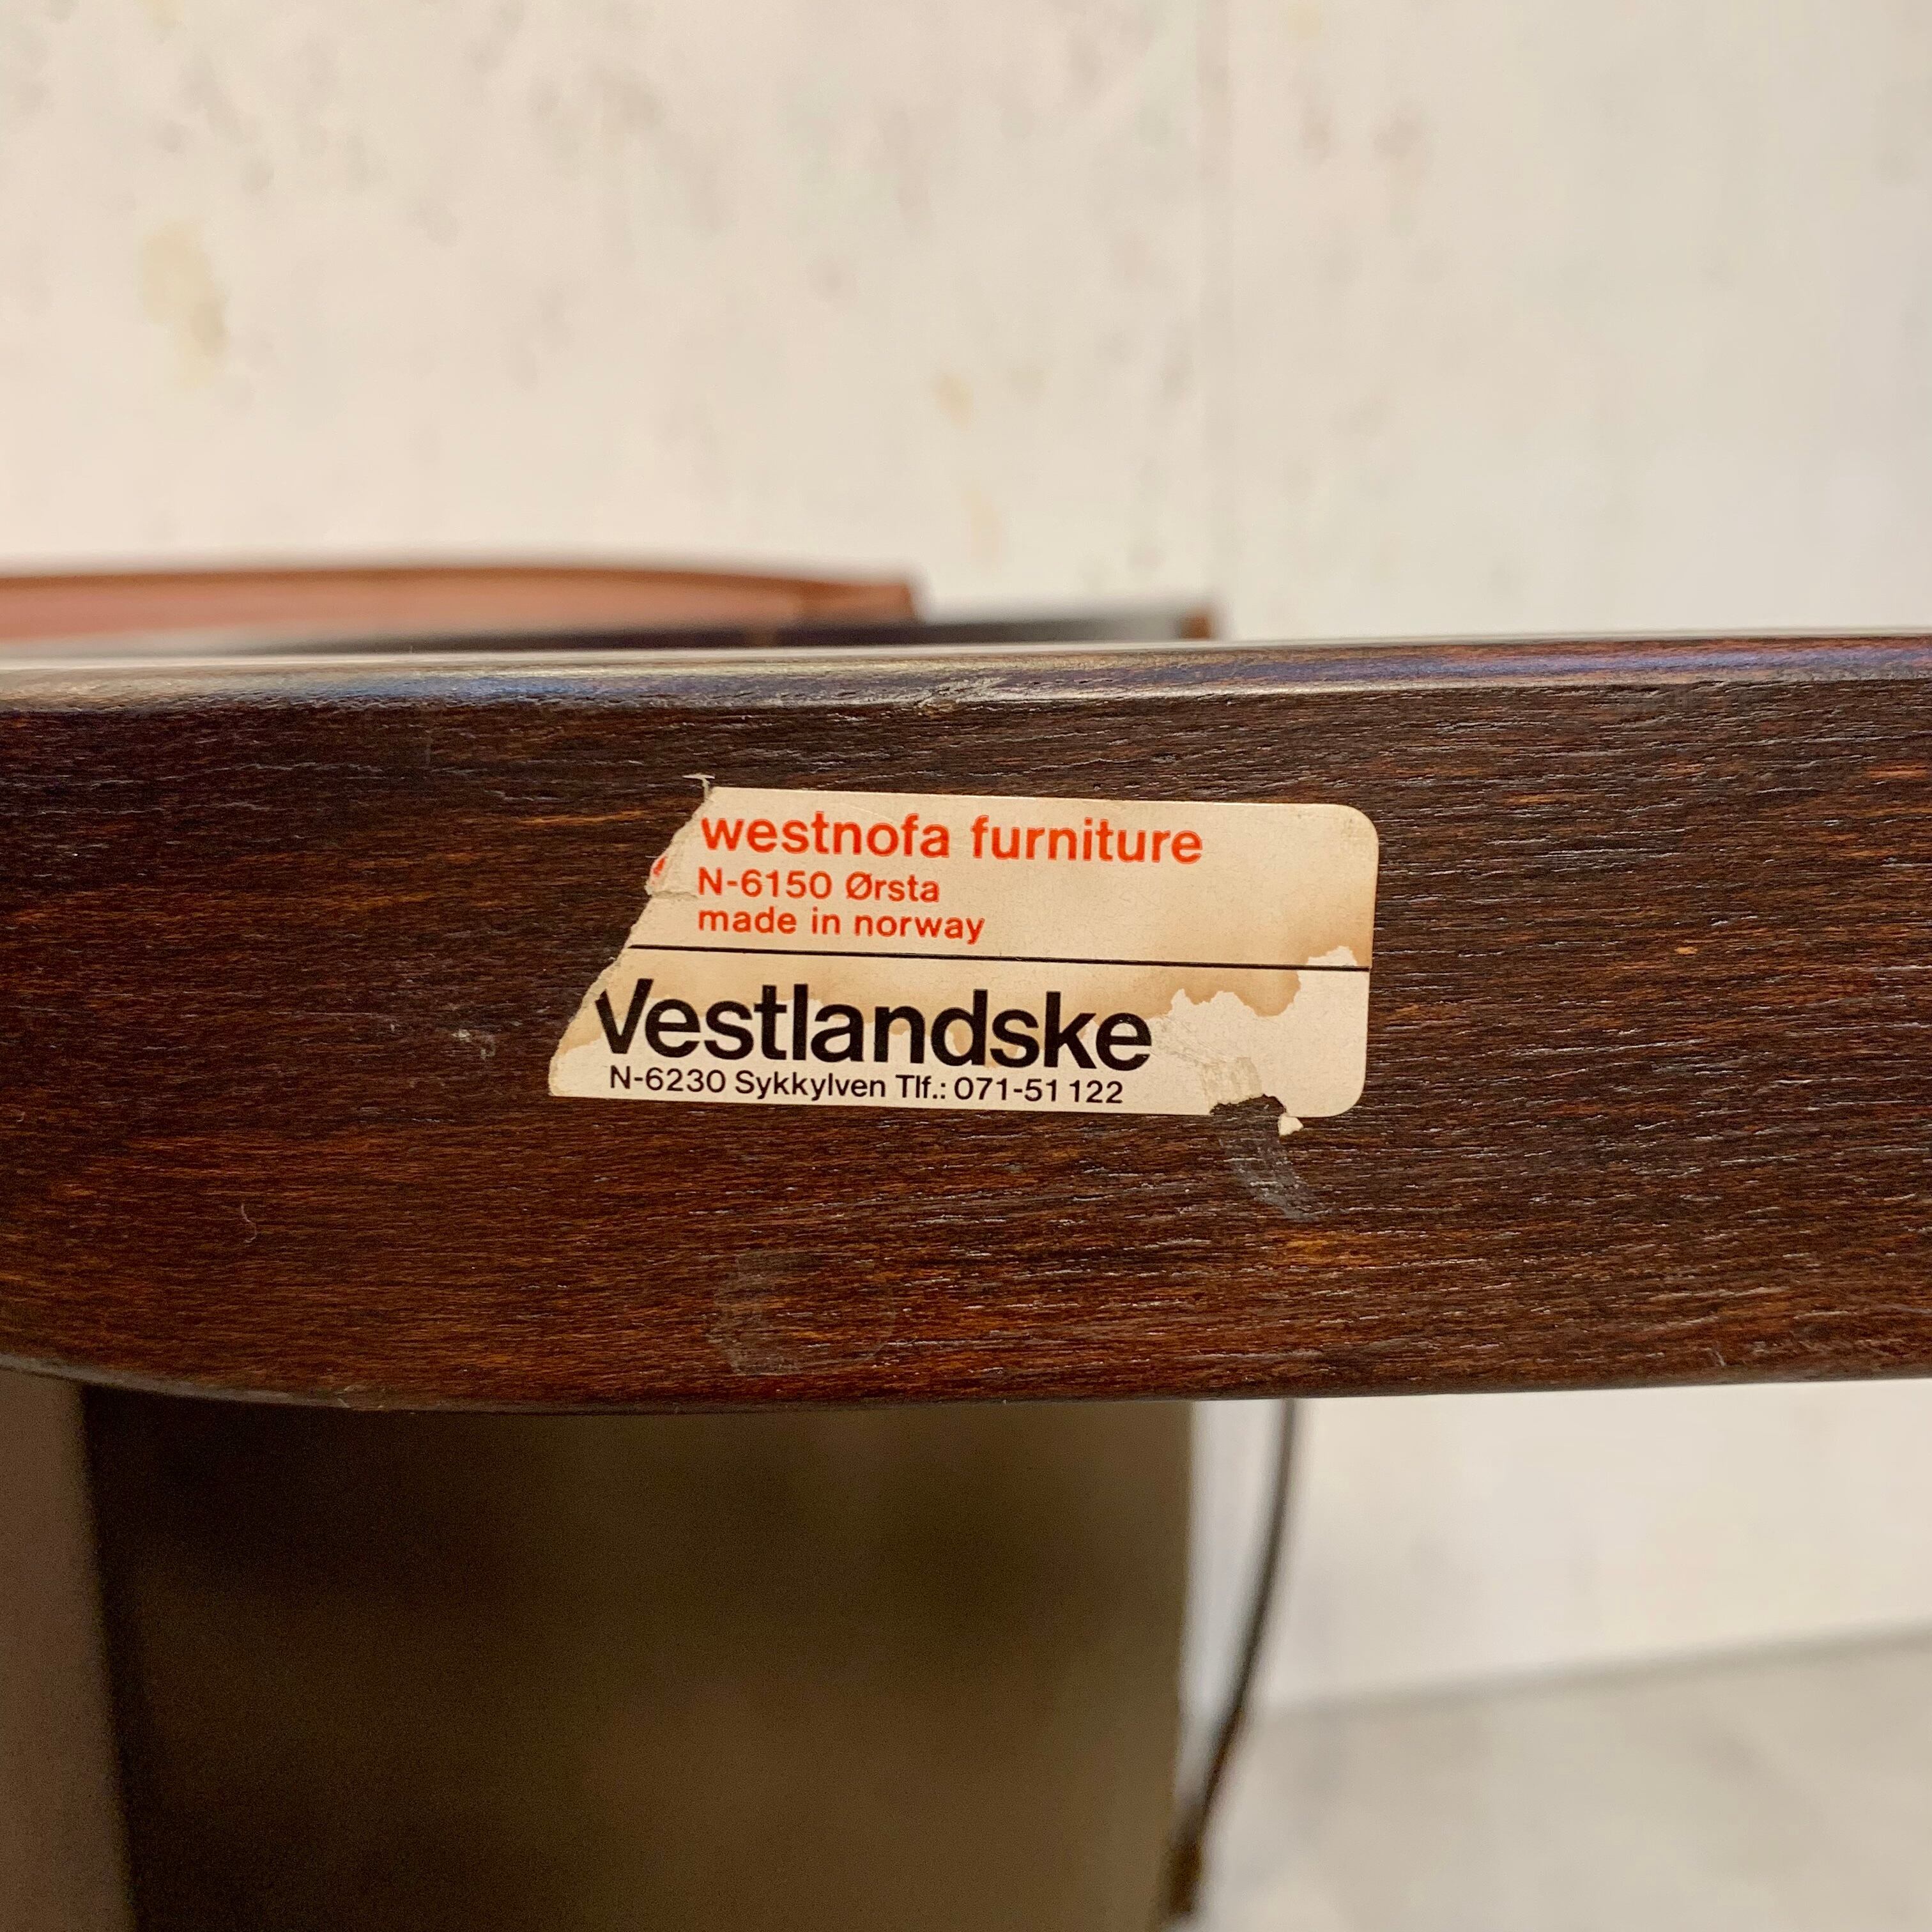 westnofa furniture
N-6150 Ørsta
made in norway
Vestlandske
N-6230 Sykkylven Tlf.: 071-51 122